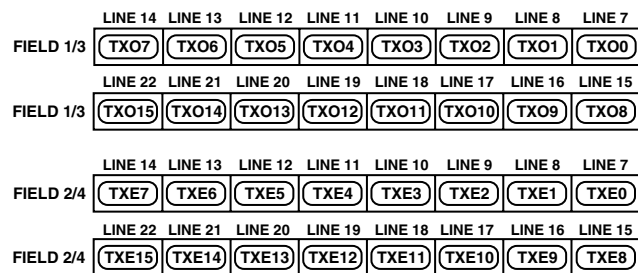 LINE 14 LINE 13 LINE 12 LINE 11 LINE 10 LINE 9 LINE 8 LINE 7
FIELD 1/3 TXO7 TXO6 TXO5 TXO4 TXO3 TXO2 TXO1 TXO0
LINE 22 LINE 21 LINE 20 LINE 19 LINE 18 LINE 17 LINE 16 LINE 15
FIELD 1/3 TXO15 TXO14 TXO13 TXO12 TXO11 TXO10 TXO9 TXO8
LINE 14 LINE 13 LINE 12 LINE 11 LINE 10 LINE 9 LINE 8 LINE 7
FIELD 2/4 TXE7 TXE6 TXE5 TXE4 TXE3 TXE2 TXE1 TXE0
LINE 22 LINE 21 LINE 20 LINE 19 LINE 18 LINE 17 LINE 16 LINE 15
FIELD 2/4 TXE15 TXE14 TXE13 TXE12 TXE11 TXE10 TXE9 TXE8